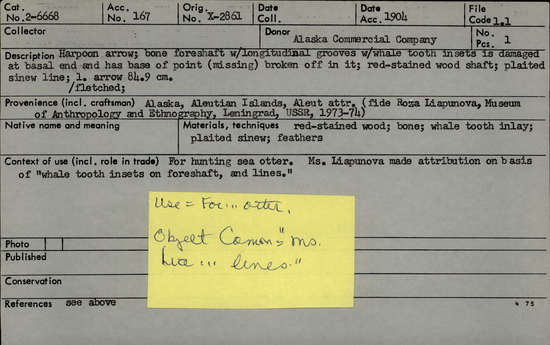 Cat. No. 2-6668 Acc. No. 167 Orig. No. X-2861 Date Coll. Date Acc. 1904 File Code 1.1
Collector Donor Alaska Commercial Company No. Pcs. 1
Description Harpoon arrow; bone foreshaft w/longitudinal grooves w/whale tooth insets is damaged
at basal end and has base of point (missing) broken off in it; red-stained wood shaft; plaited
sinew line; l. arrow 84.9 cm.
/fletched;
Provenience (incl. craftsman) Alaska, Aleutian Islands, Aleut attr. (fide Roza Liapunova, Museum
of Anthropology and Ethnography, Leningrad, USSR, 1973-74)
Native name and meaning Materials, techniques red-stained wood; bone; whale tooth inlay;
plaited sinew; feathers
Context of use (incl. role in trade) For hunting sea otter. Ms. Liapunova made attribution on basis
of "whale tooth insets on foreshaft, and lines."
Use = For... otter.
Object Comm = "Ms.
Lia... lines."
Photo
Published
Conservation
References see above
4 75